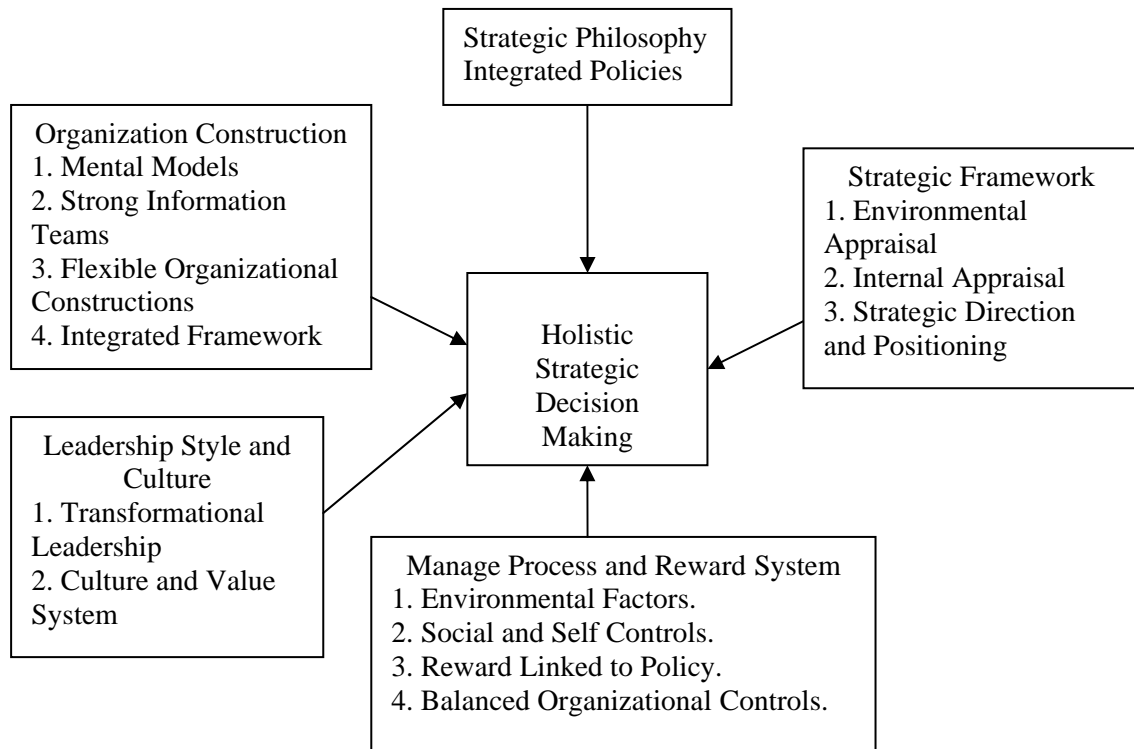 Strategic Philosophy
Integrated Policies
Organization Construction
1. Mental Models
2. Strong Information
Teams
3. Flexible Organizational
Constructions
4. Integrated Framework
Strategic Framework
1. Environmental
Appraisal
2. Internal Appraisal
3. Strategic Direction
and Positioning
Holistic
Strategic
Decision
Making
Leadership Style and
Culture
1. Transformational
Leadership
2. Culture and Value
System
Manage Process and Reward System
1. Environmental Factors.
2. Social and Self Controls.
3. Reward Linked to Policy.
4. Balanced Organizational Controls.